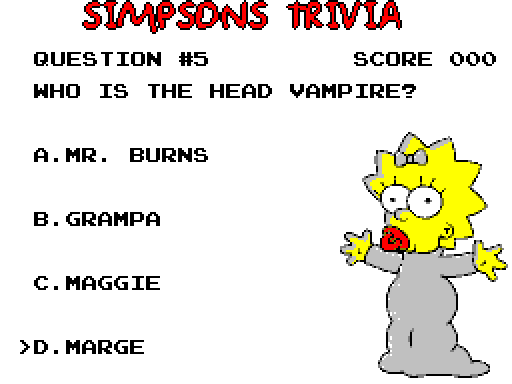 SIMPSONS TRIVIA
QUESTION #5 SCORE 000
WHO IS THE HEAD VAMPIRE?
A.MR. BURNS
B.GRAMPA
C.MAGGIE
>D.MARGE